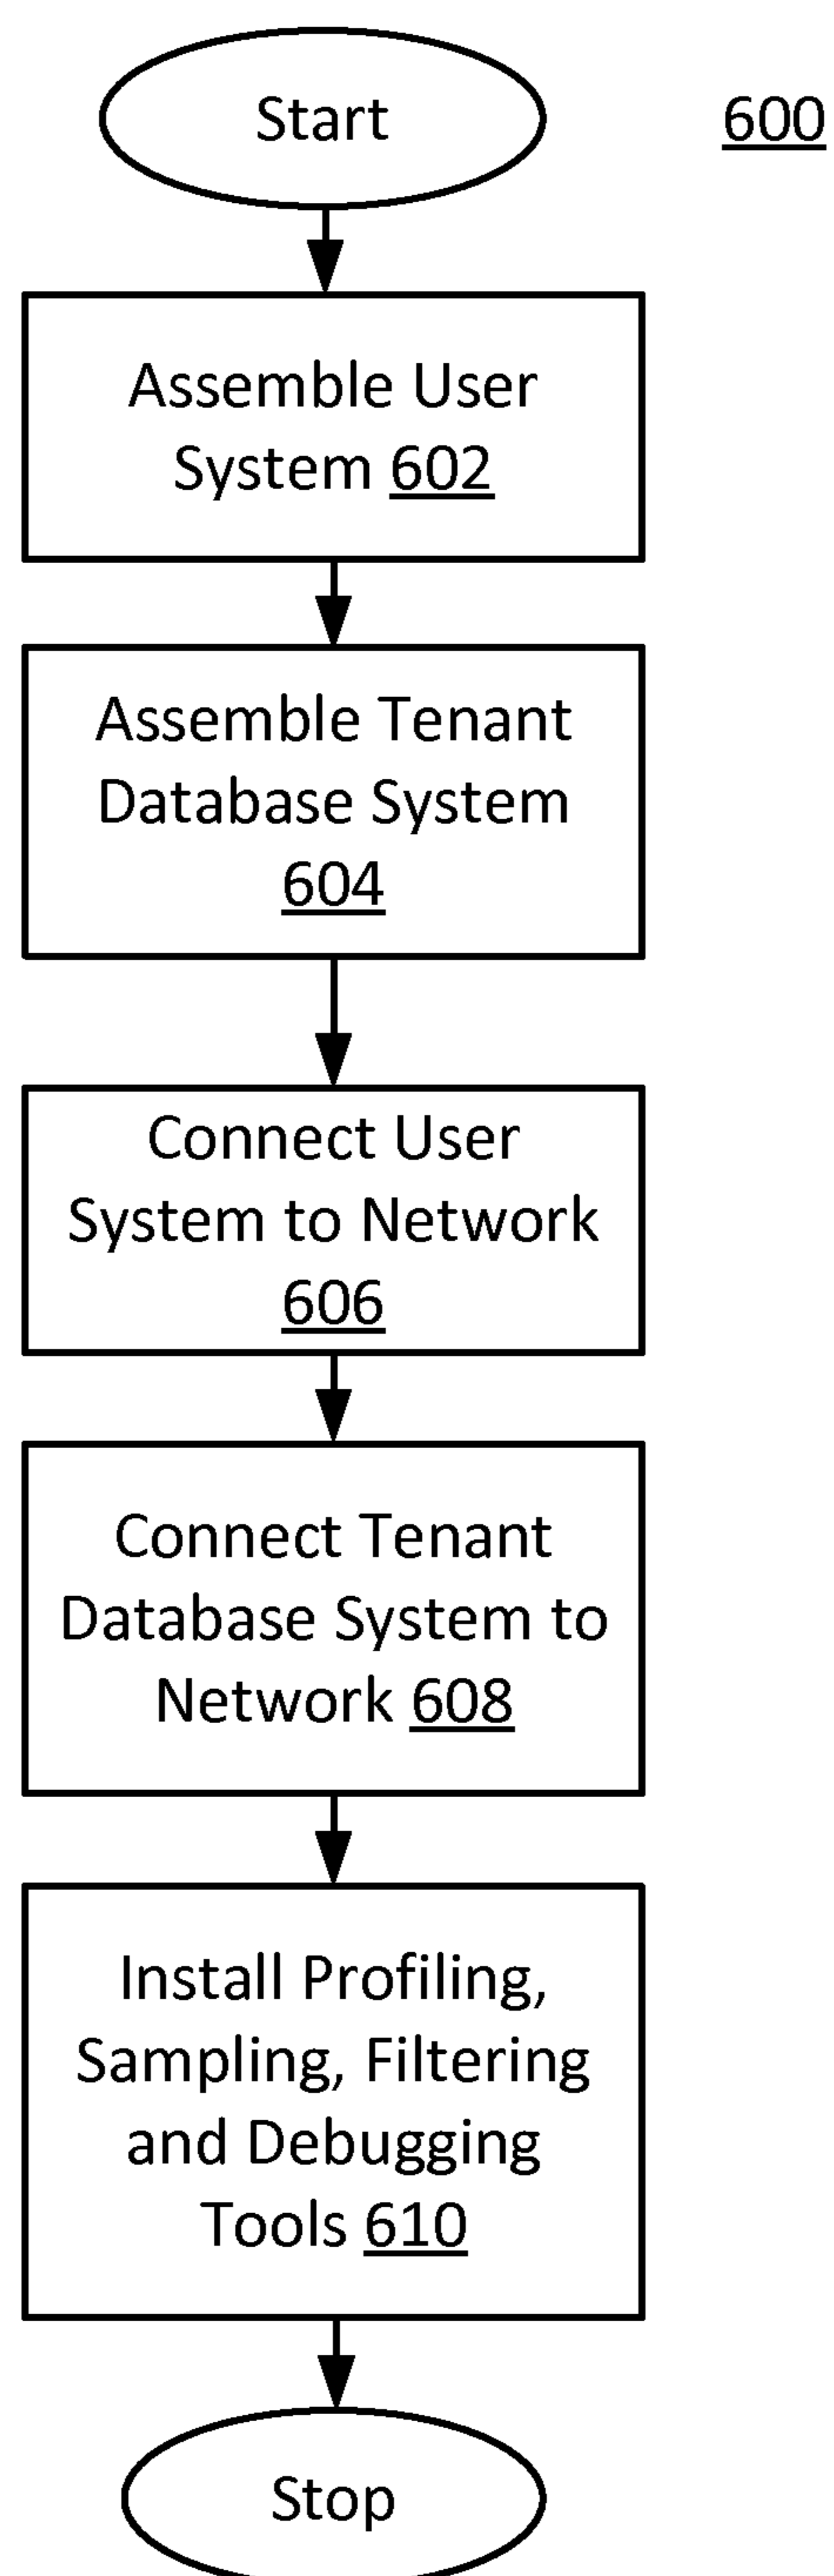 Start
600
Assemble User
System 602
Assemble Tenant
Database System
604
Connect User
System to Network
606
Connect Tenant
Database System to
Network 608
Install Profiling,
Sampling, Filtering
and Debugging
Tools 610
Stop